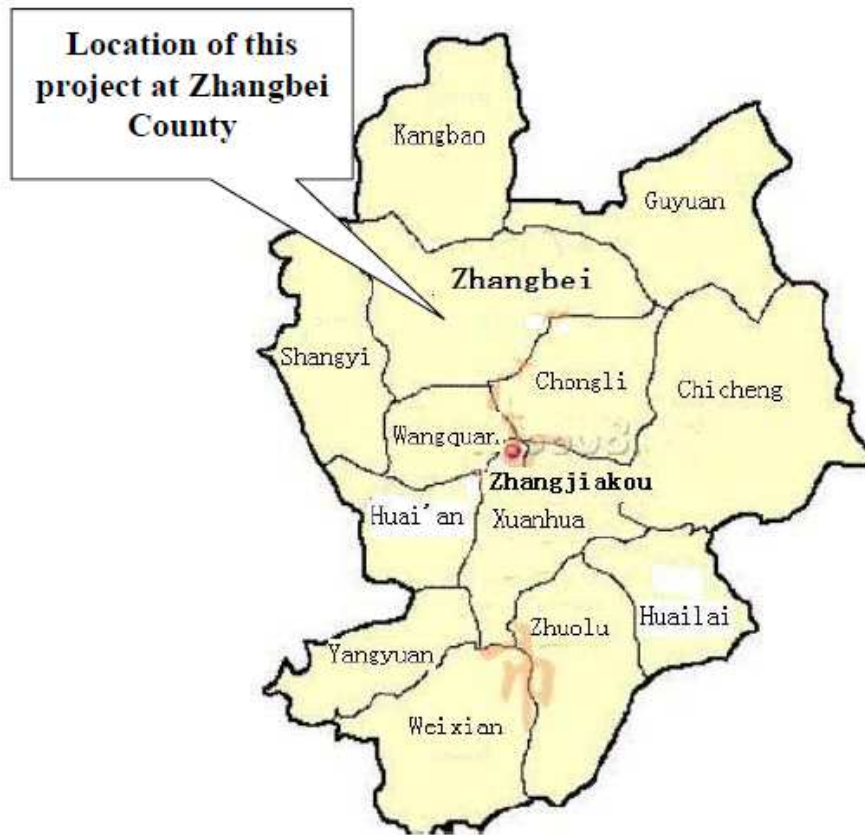 Location of this
project at Zhangbei
County
Kangbao
Guyuan
Zhangbei
Shangyi
Chongli
Chicheng
Wangquan
Zhangjiakou
Huai'an
Xuanhua
Huailai
Zhuolu
Yangyuan
Weixian